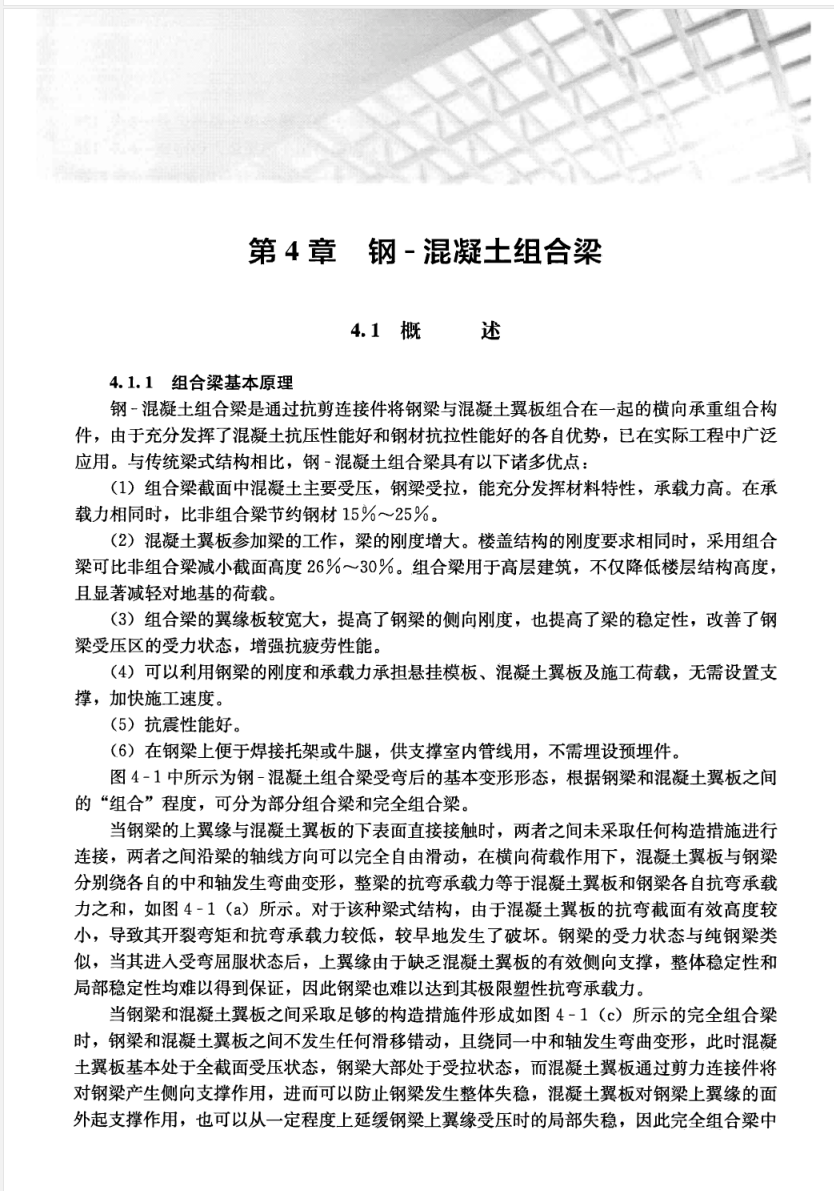 第 4 章 钢－混凝土组合梁
4.1 概 述
4.1.1 组合梁基本原理
钢－混凝土组合梁是通过抗剪连接件将钢梁与混凝土翼板组合在一起的横向承重组合构
件，由于充分发挥了混凝土抗压性能好和钢材抗拉性能好的各自优势，已在实际工程中广泛
应用。与传统梁式结构相比，钢－混凝土组合梁具有以下诸多优点：
（1）组合梁截面中混凝土主要受压，钢梁受拉，能充分发挥材料特性，承载力高。在承
载力相同时，比非组合梁节约钢材 15%～25%。
（2）混凝土翼板参加梁的工作，梁的刚度增大。楼盖结构的刚度要求相同时，采用组合
梁可比非组合梁减小截面高度 26%～30%。组合梁用于高层建筑，不仅降低楼层结构高度，
且显著减轻对地基的荷载。
（3）组合梁的翼缘板较宽大，提高了钢梁的侧向刚度，也提高了梁的稳定性，改善了钢
梁受压区的受力状态，增强抗疲劳性能。
（4）可以利用钢梁的刚度和承载力承担悬挂模板、混凝土翼板及施工荷载，无需设置支
撑，加快施工速度。
（5）抗震性能好。
（6）在钢梁上便于焊接托架或牛腿，供支撑室内管线用，不需埋设预埋件。
图 4－1 中所示为钢－混凝土组合梁受弯后的基本变形形态，根据钢梁和混凝土翼板之间
的“组合”程度，可分为部分组合梁和完全组合梁。
当钢梁的上翼缘与混凝土翼板的下表面直接接触时，两者之间未采取任何构造措施进行
连接，两者之间沿梁的轴线方向可以完全自由滑动，在横向荷载作用下，混凝土翼板与钢梁
分别绕各自的中和轴发生弯曲变形，整梁的抗弯承载力等于混凝土翼板和钢梁各自抗弯承载
力之和，如图 4－1（a）所示。对于该种梁式结构，由于混凝土翼板的抗弯截面有效高度较
小，导致其开裂弯矩和抗弯承载力较低，较早地发生了破坏。钢梁的受力状态与纯钢梁类
似，当其进入受弯屈服状态后，上翼缘由于缺乏混凝土翼板的有效侧向支撑，整体稳定性和
局部稳定性均难以得到保证，因此钢梁也难以达到其极限塑性抗弯承载力。
当钢梁和混凝土翼板之间采取足够的构造措施件形成如图 4－1（c）所示的完全组合梁
时，钢梁和混凝土翼板之间不发生任何滑移错动，且绕同一中和轴发生弯曲变形，此时混凝
土翼板基本处于全截面受压状态，钢梁大部处于受拉状态，而混凝土翼板通过剪力连接件将
对钢梁产生侧向支撑作用，进而可以防止钢梁发生整体失稳，混凝土翼板对钢梁上翼缘的面
外起支撑作用，也可以从一定程度上延缓钢梁上翼缘受压时的局部失稳，因此完全组合梁中